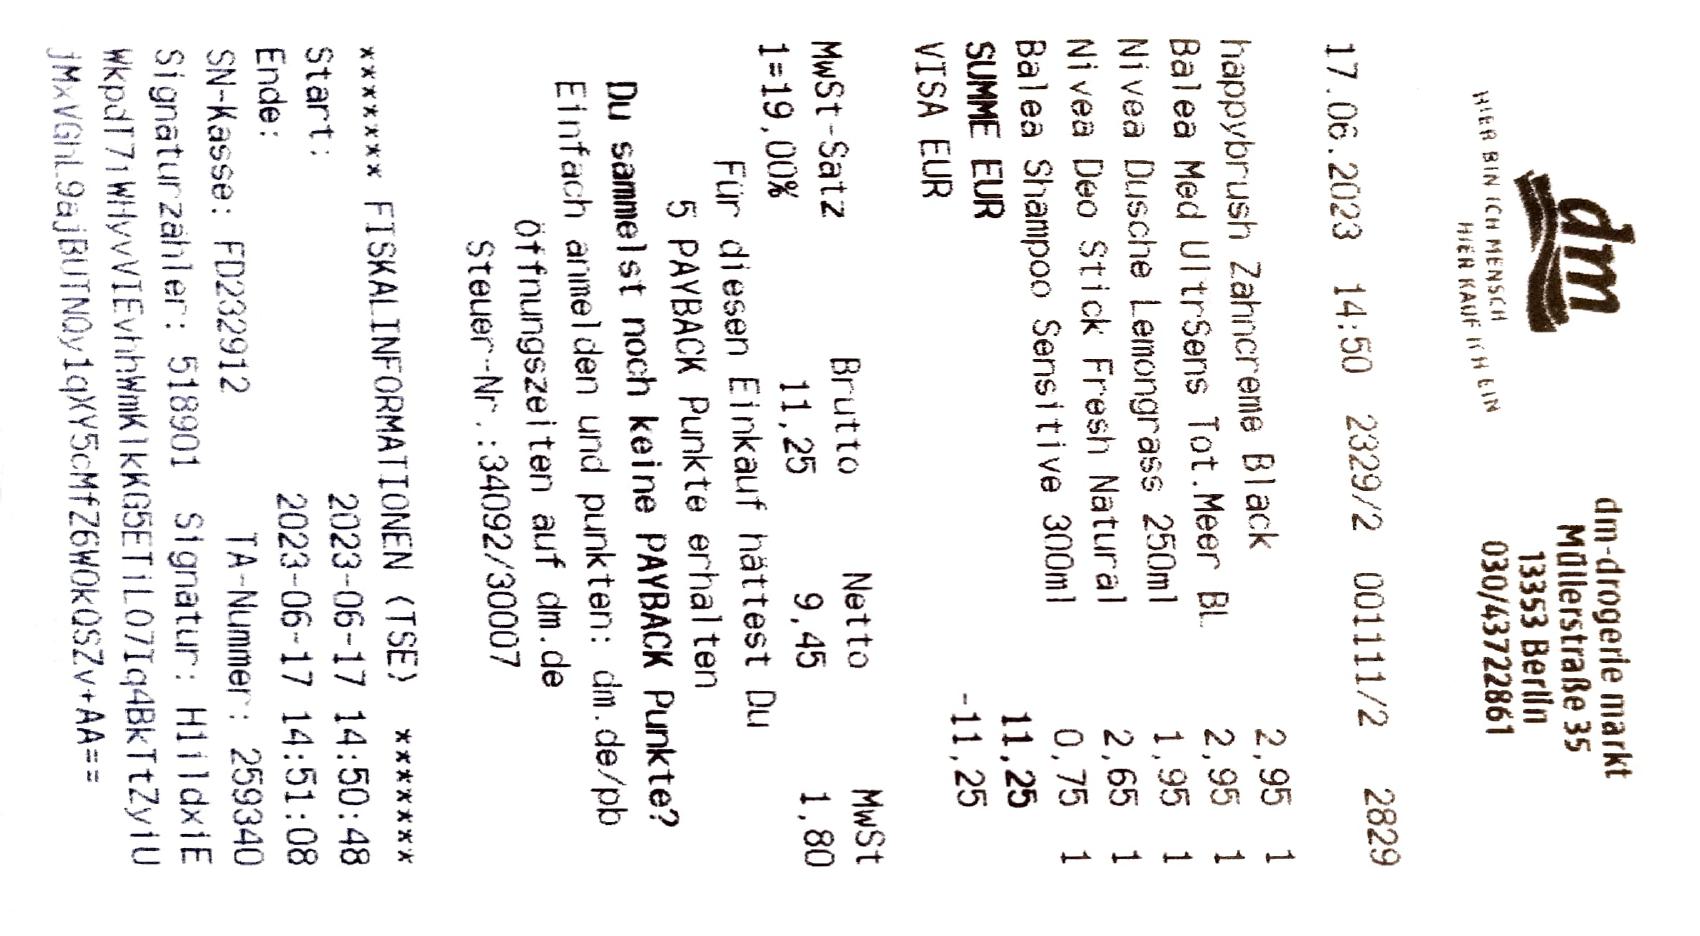 dm
HIER BIN ICH MENSCH
HIER KAUF ICH EIN
dm-drogerie markt
Müllerstraße 35
13353 Berlin
030/43722861
17.06.2023 14:50 2329/2 001111/2 2829
happybrush Zahncreme Black 2,95 1
Balea Med UltrSens Tot.Meer BL 2,95 1
Nivea Dusche Lemongrass 250ml 1,95 1
Nivea Deo Stick Fresh Natural 2,65 1
Balea Shampoo Sensitive 300ml 0,75 1
SUMME EUR 11,25
VISA EUR -11,25
MwSt-Satz Brutto Netto MwSt
1=19,00% 11,25 9,45 1,80
Für diesen Einkauf hättest Du
5 PAYBACK Punkte erhalten
Du sammelst noch keine PAYBACK Punkte?
Einfach anmelden und punkten: dm.de/pb
Öffnungszeiten auf dm.de
Steuer-Nr.:34092/30007
******* FISKALINFORMATIONEN (TSE) *******
Start: 2023-06-17 14:50:48
Ende: 2023-06-17 14:51:08
SN-Kasse: FD232912 TA-Nummer: 259340
Signaturzähler: 518901 Signatur: